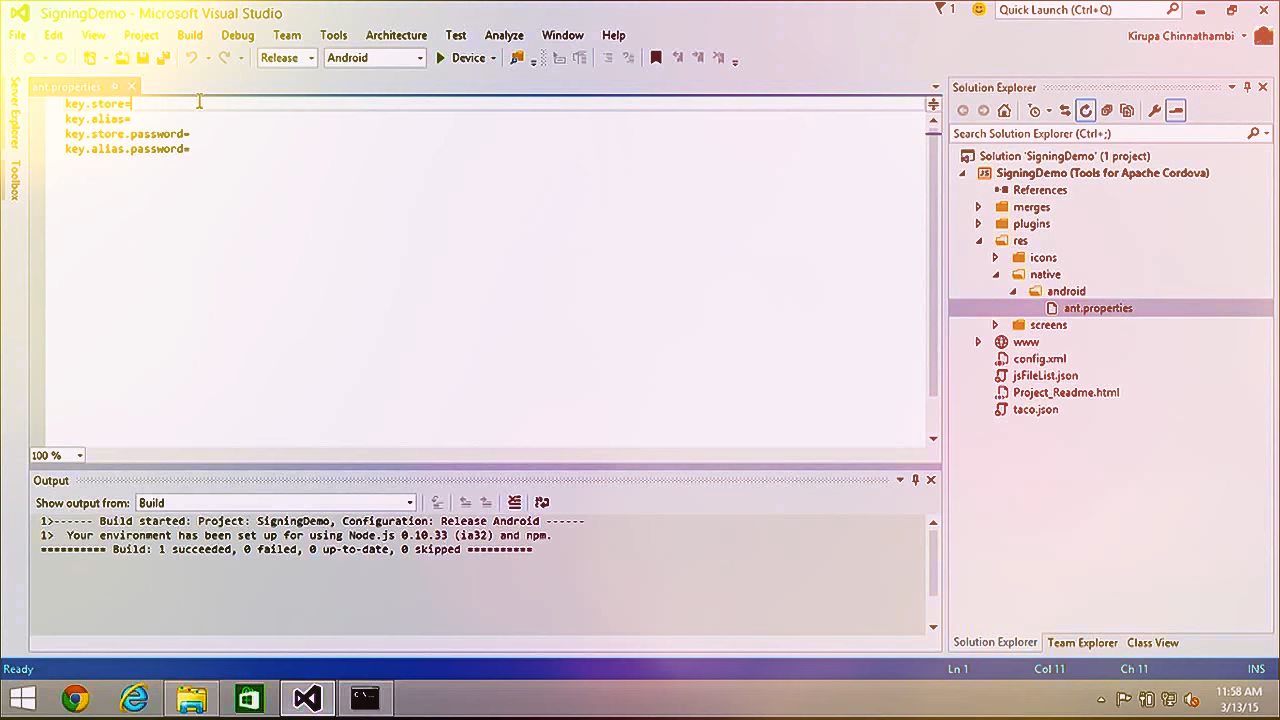 SigningDemo - Microsoft Visual Studio
1
Quick Launch (Ctrl+Q)
File Edit View Project Build Debug Team Tools Architecture Test Analyze Window Help
Kirupa Chinnathambi
Release Android Device
Server Explorer
Toolbox
ant.properties
key.store=
key.alias=
key.store.password=
key.alias.password=
100 %
Solution Explorer
Search Solution Explorer (Ctrl+;)
Solution 'SigningDemo' (1 project)
SigningDemo (Tools for Apache Cordova)
References
merges
plugins
res
icons
native
android
ant.properties
screens
www
config.xml
jsFileList.json
Project_Readme.html
taco.json
Output
Show output from: Build
1>------ Build started: Project: SigningDemo, Configuration: Release Android ------
1> Your environment has been set up for using Node.js 0.10.33 (ia32) and npm.
========== Build: 1 succeeded, 0 failed, 0 up-to-date, 0 skipped ==========
Solution Explorer Team Explorer Class View
Ready
Ln 1 Col 11 Ch 11 INS
11:58 AM
3/13/15